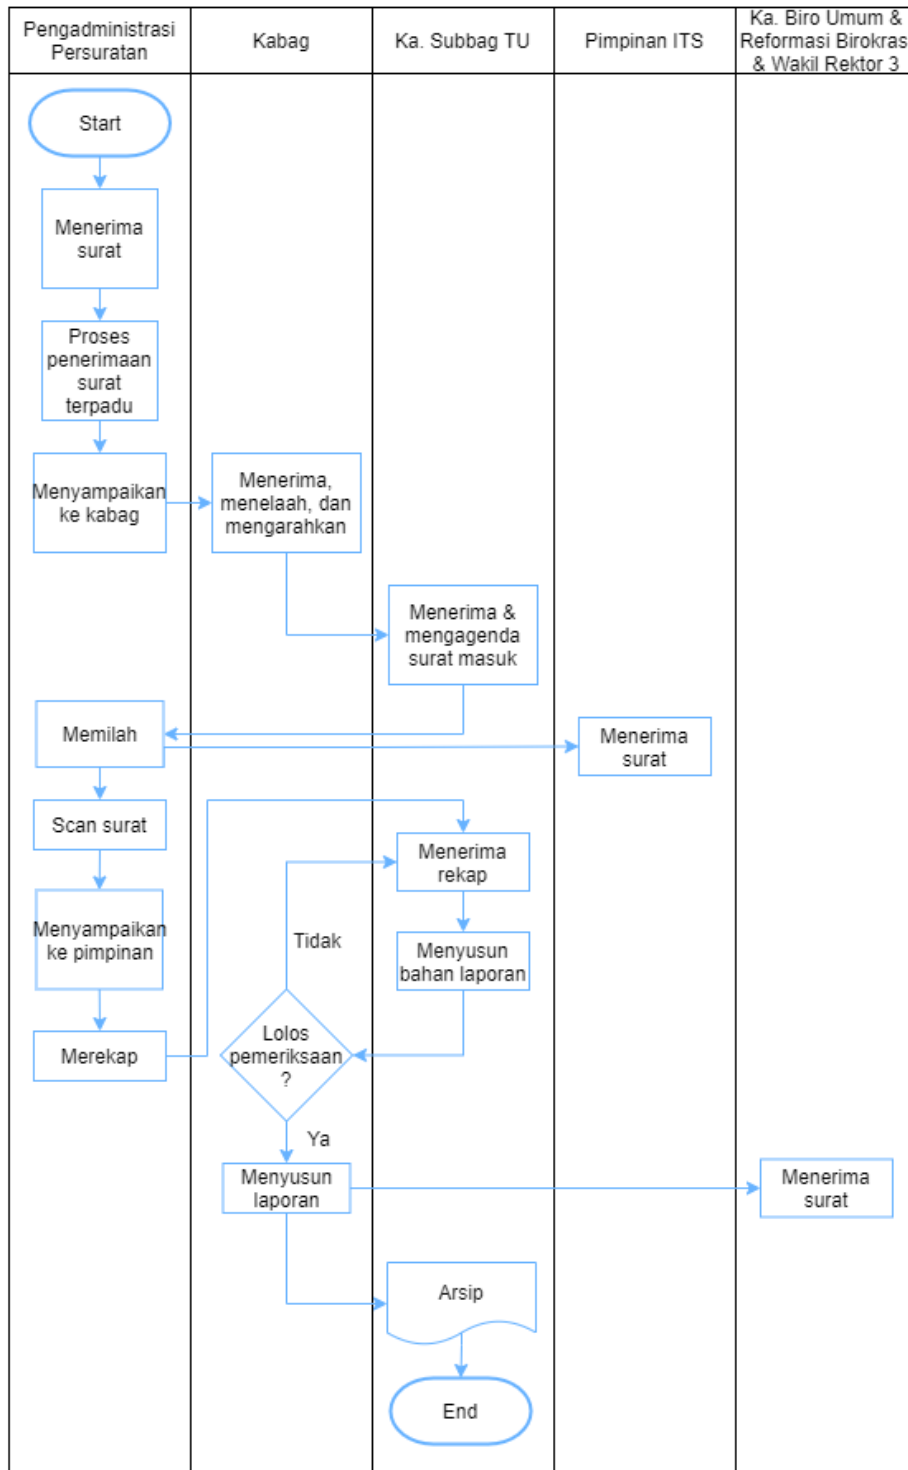 Pengadministrasi
Persuratan
Kabag
Ka. Subbag TU
Pimpinan ITS
Ka. Biro Umum &
Reformasi Birokras
& Wakil Rektor 3
Start
Menerima
surat
Proses
penerimaan
surat
terpadu
Menyampaikan
ke kabag
Menerima,
menelaah, dan
mengarahkan
Menerima &
mengagenda
surat masuk
Memilah
Menerima
surat
Scan surat
Menerima
rekap
Menyampaikan
ke pimpinan
Tidak
Menyusun
bahan laporan
Merekap
Lolos
pemeriksaan
?
Ya
Menyusun
laporan
Menerima
surat
Arsip
End